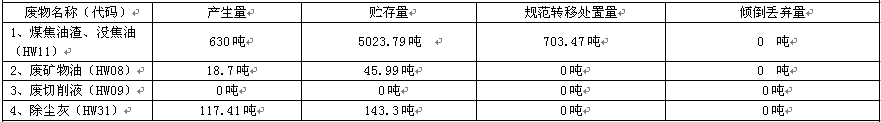 废物名称（代码） 产生量 贮存量 规范转移处置量 倾倒丢弃量
1、煤焦油渣、没焦油（HW11） 630吨 5023.79吨 703.47吨 0 吨
2、废矿物油（HW08） 18.7吨 45.99吨 0吨 0 吨
3、废切削液（HW09） 0吨 0吨 0吨 0吨
4、除尘灰（HW31） 117.41吨 143.3吨 0吨 0吨